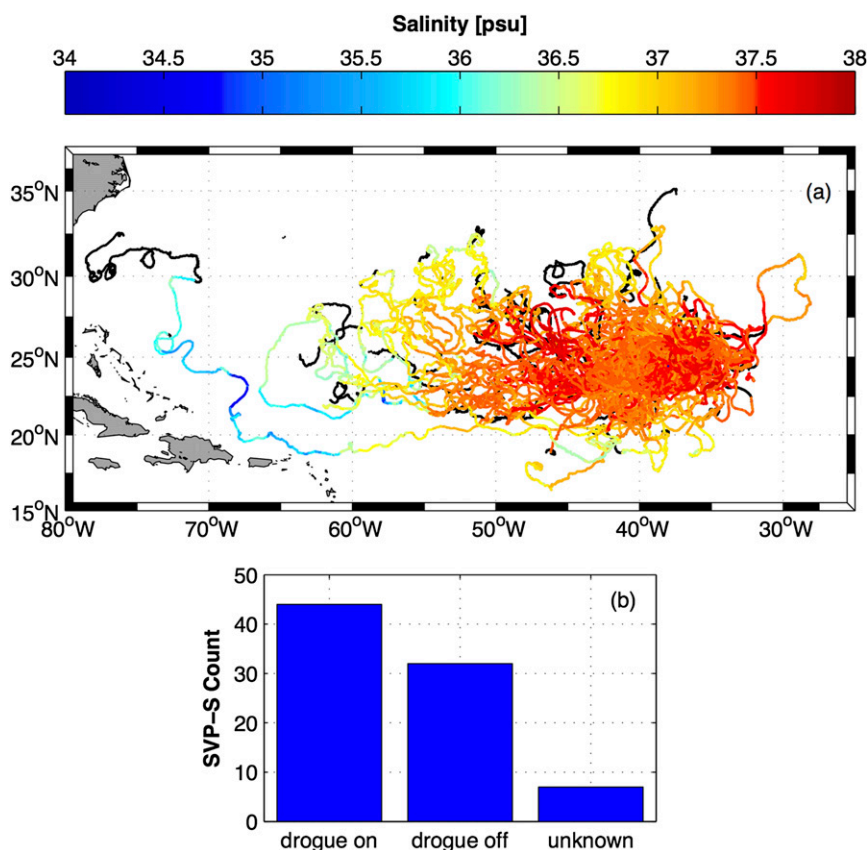 Salinity [psu]
34 34.5 35 35.5 36 36.5 37 37.5 38
(a)
35°N
30°N
25°N
20°N
15°N
80°W 70°W 60°W 50°W 40°W 30°W
(b)
SVP-S Count
50
40
30
20
10
0
drogue on drogue off unknown